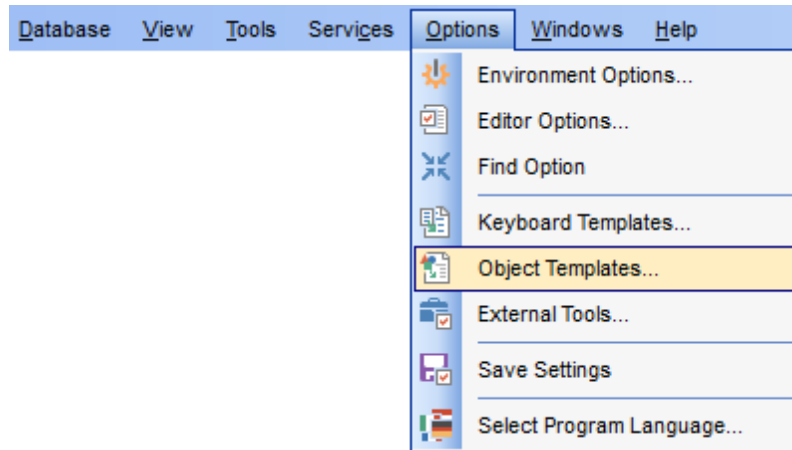 Database View Tools Services Options Windows Help
Environment Options...
Editor Options...
Find Option
Keyboard Templates...
Object Templates...
External Tools...
Save Settings
Select Program Language...